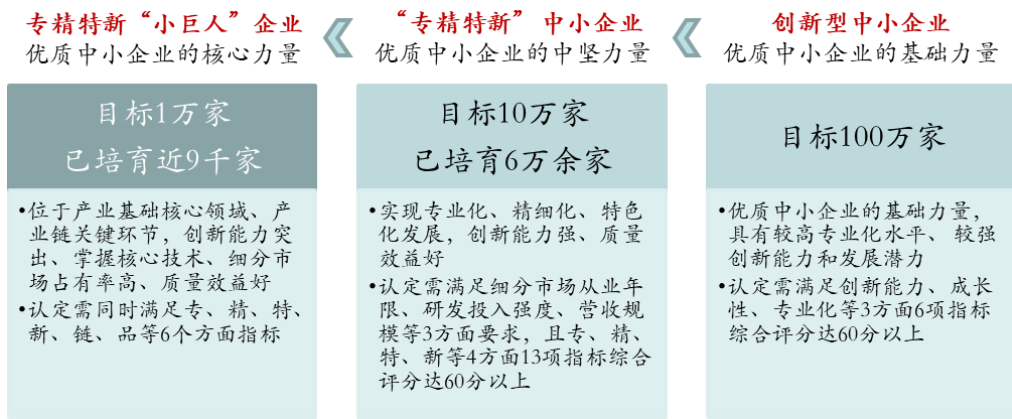 专精特新“小巨人”企业
优质中小企业的核心力量
目标1万家
已培育近9千家
•位于产业基础核心领域、产
业链关键环节，创新能力突
出、掌握核心技术、细分市
场占有率高、质量效益好
•认定需同时满足专、精、特、
新、链、品等6个方面指标
“专精特新”中小企业
优质中小企业的中坚力量
目标10万家
已培育6万余家
•实现专业化、精细化、特色
化发展，创新能力强、质量
效益好
•认定需满足细分市场从业年
限、研发投入强度、营收规
模等3方面要求，且专、精、
特、新等4方面13项指标综合
评分达60分以上
创新型中小企业
优质中小企业的基础力量
目标100万家
•优质中小企业的基础力量，
具有较高专业化水平、较强
创新能力和发展潜力
•认定需满足创新能力、成长
性、专业化等3方面6项指标
综合评分达60分以上